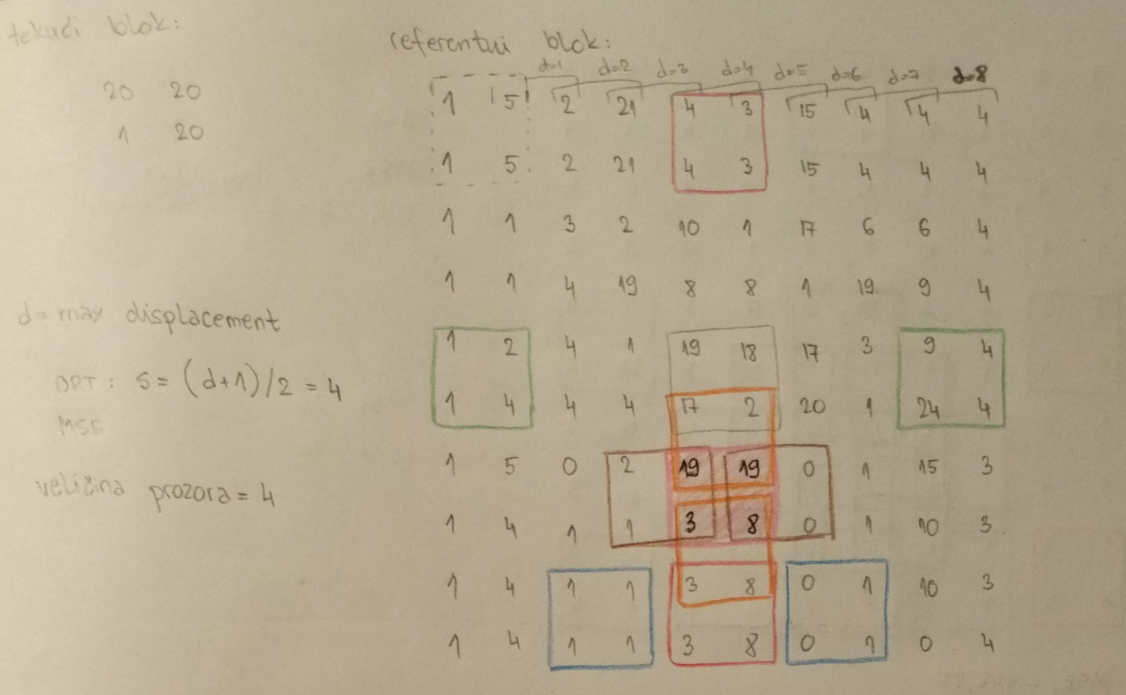 tekući blok:
20 20
1 20
d = max displacement
OPT: s = (d+1)/2 = 4
MSE
veličina prozora = 4
referentni blok:
d=1 d=2 d=3 d=4 d=5 d=6 d=7 d=8
1 5 2 21 4 3 15 4 4 4
1 5 2 21 4 3 15 4 4 4
1 1 3 2 10 1 17 6 6 4
1 1 4 19 8 8 1 19 9 4
1 2 4 1 19 18 17 3 9 4
1 4 4 4 17 2 20 1 24 4
1 5 0 2 19 19 0 1 15 3
1 4 1 1 3 8 0 1 10 3
1 4 1 1 3 8 0 1 10 3
1 4 1 1 3 8 0 1 0 4